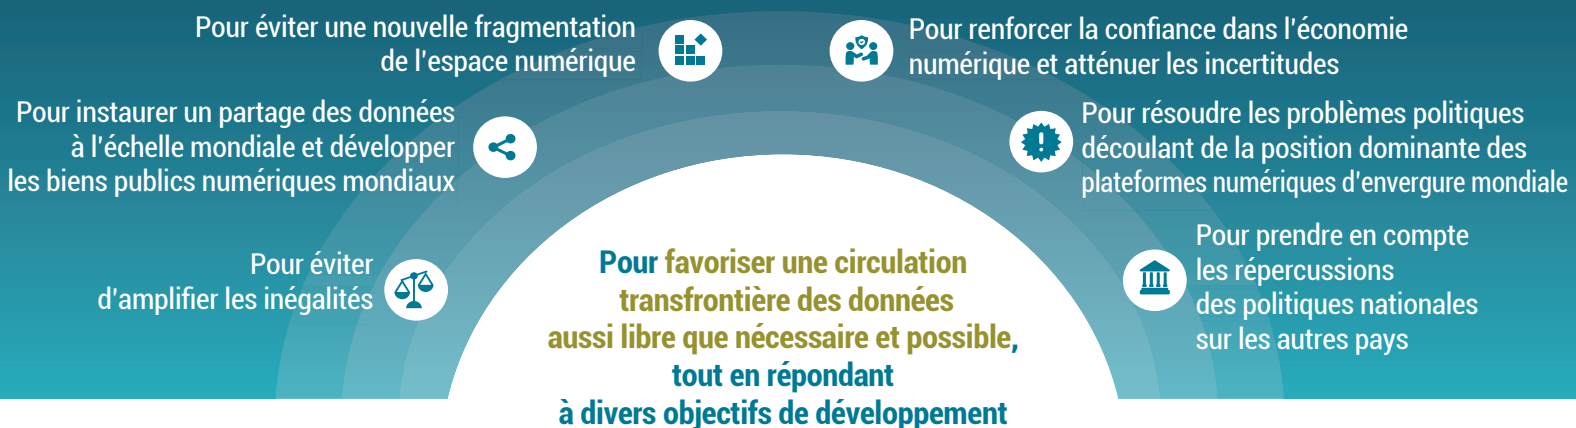 Pour éviter une nouvelle fragmentation
de l'espace numérique
Pour renforcer la confiance dans l'économie
numérique et atténuer les incertitudes
Pour instaurer un partage des données
à l'échelle mondiale et développer
les biens publics numériques mondiaux
Pour résoudre les problèmes politiques
découlant de la position dominante des
plateformes numériques d'envergure mondiale
Pour éviter
d'amplifier les inégalités
Pour prendre en compte
les répercussions
des politiques nationales
sur les autres pays
Pour favoriser une circulation
transfrontière des données
aussi libre que nécessaire et possible,
tout en répondant
à divers objectifs de développement